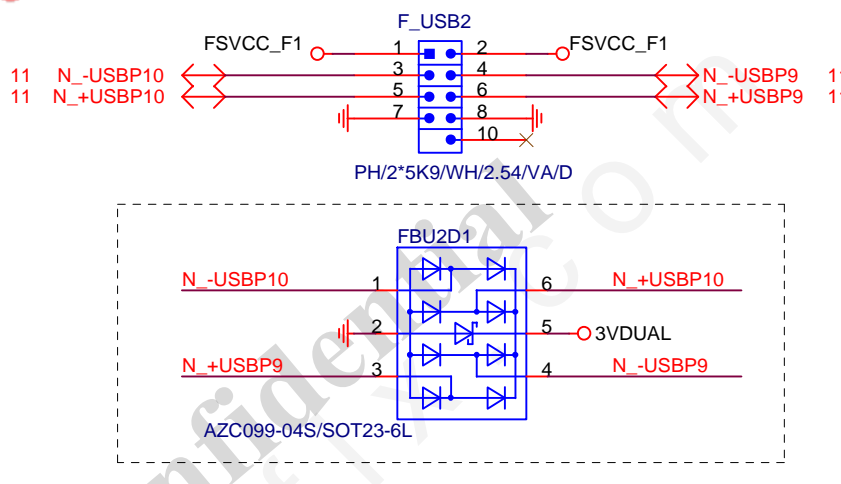 F_USB2
FSVCC_F1 1 2 FSVCC_F1
11 N_-USBP10 3 4 N_-USBP9 11
11 N_+USBP10 5 6 N_+USBP9 11
7 8
10
PH/2*5K9/WH/2.54/VA/D
FBU2D1
N_-USBP10 1 6 N_+USBP10
2 5 3VDUAL
N_+USBP9 3 4 N_-USBP9
AZC099-04S/SOT23-6L